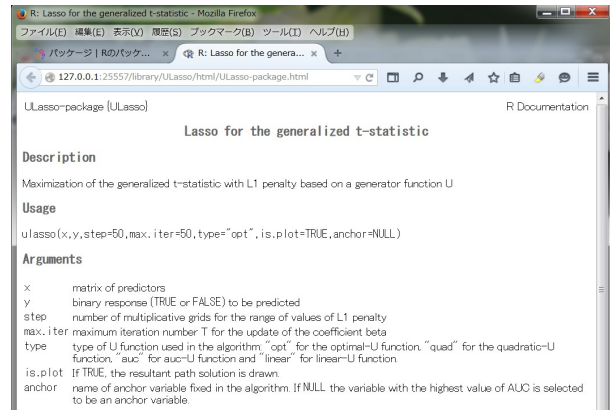 R: Lasso for the generalized t-statistic - Mozilla Firefox
ファイル(F) 編集(E) 表示(V) 履歴(S) ブックマーク(B) ツール(T) ヘルプ(H)
パッケージ | Rのパッケ... × R: Lasso for the genera... × +
127.0.0.1:25557/library/ULasso/html/ULasso-package.html
ULasso-package {ULasso} R Documentation
Lasso for the generalized t-statistic
Description
Maximization of the generalized t-statistic with L1 penalty based on a generator function U
Usage
ulasso(x,y,step=50,max.iter=50,type="opt",is.plot=TRUE,anchor=NULL)
Arguments
x matrix of predictors
y binary response (TRUE or FALSE) to be predicted
step number of multiplicative grids for the range of values of L1 penalty
max.iter maximum iteration number T for the update of the coefficient beta
type type of U function used in the algorithm. "opt" for the optimal-U function, "quad" for the quadratic-U
function, "auc" for auc-U function and "linear" for linear-U function.
is.plot If TRUE, the resultant path solution is drawn.
anchor name of anchor variable fixed in the algorithm. If NULL the variable with the highest value of AUC is selected
to be an anchor variable.